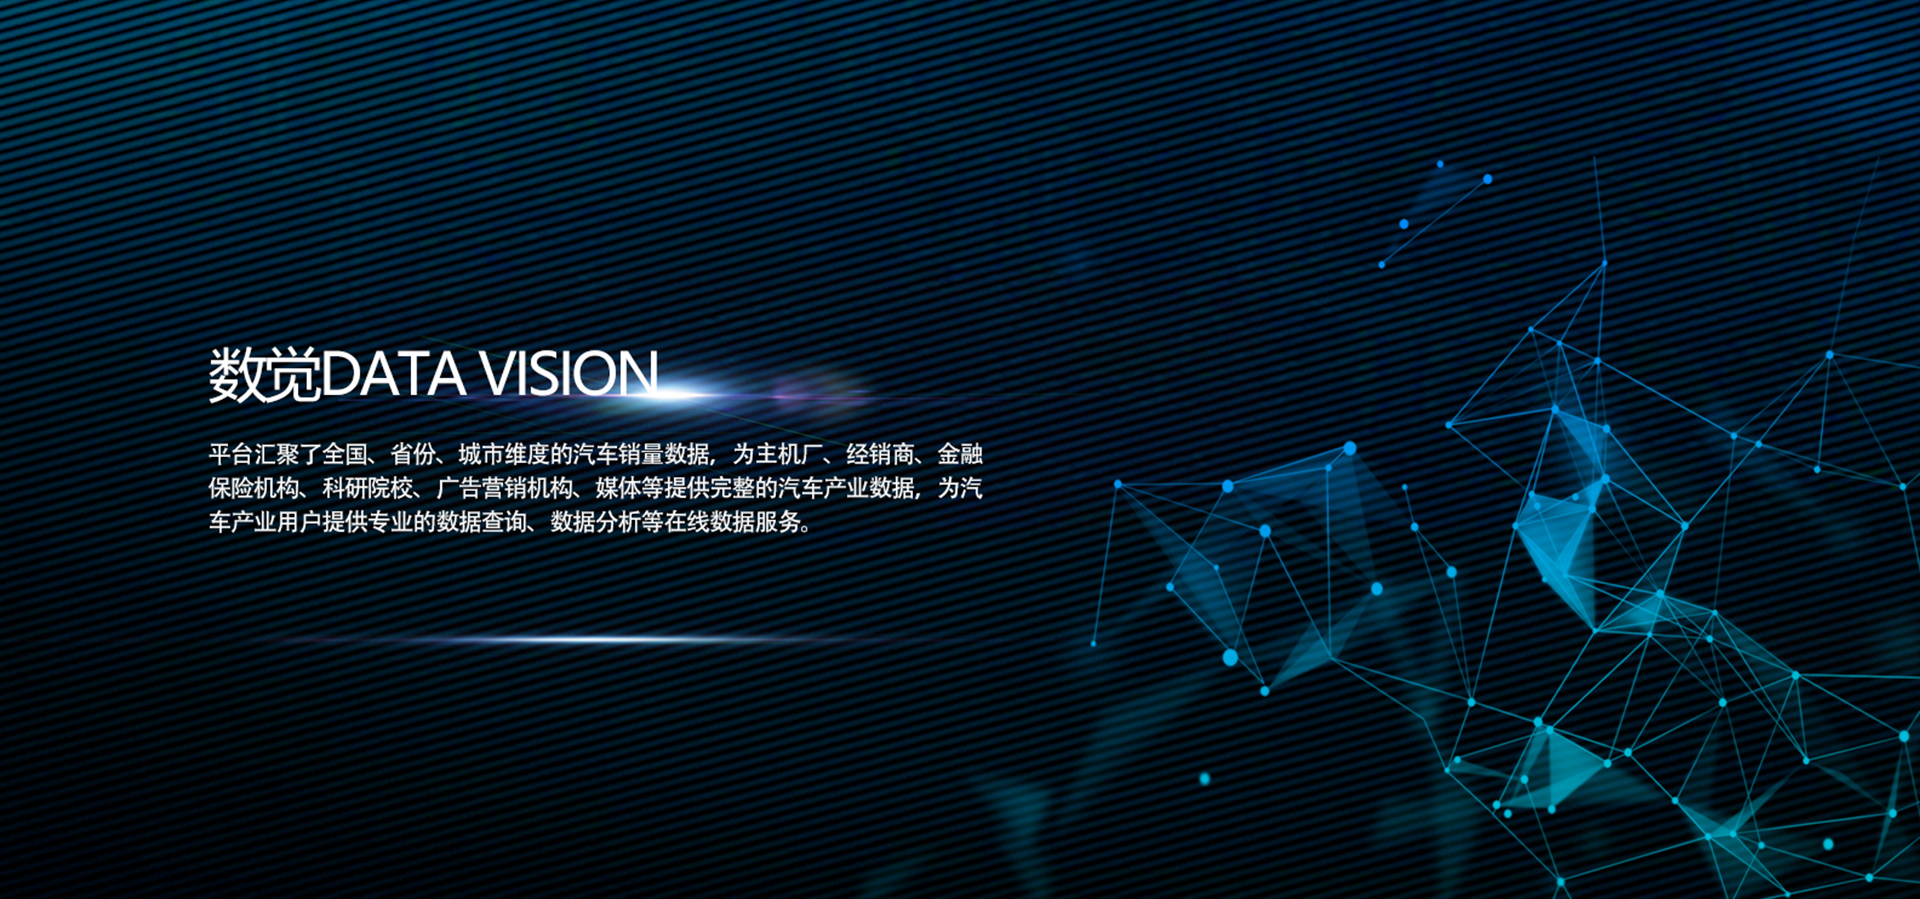 数觉DATA VISION
平台汇聚了全国、省份、城市维度的汽车销量数据，为主机厂、经销商、金融
保险机构、科研院校、广告营销机构、媒体等提供完整的汽车产业数据，为汽
车产业用户提供专业的数据查询、数据分析等在线数据服务。